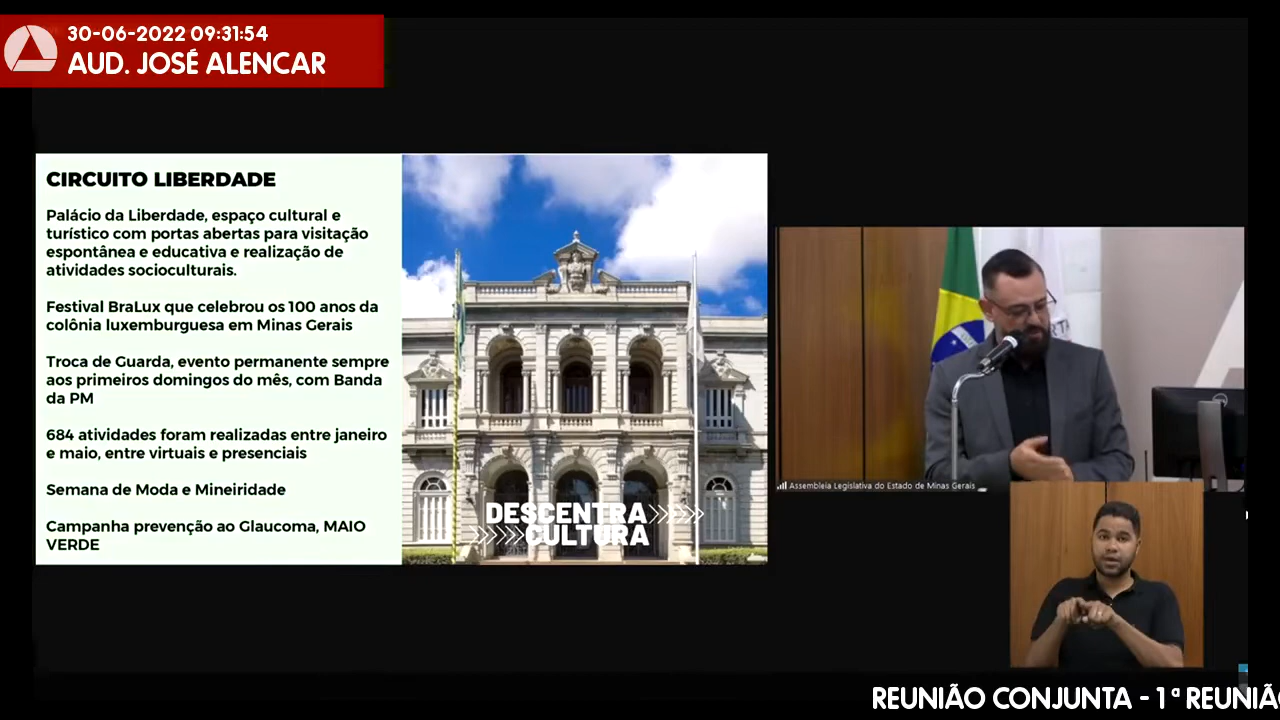 30-06-2022 09:31:54
AUD. JOSÉ ALENCAR
CIRCUITO LIBERDADE
Palácio da Liberdade, espaço cultural e
turístico com portas abertas para visitação
espontânea e educativa e realização de
atividades socioculturais.
Festival BraLux que celebrou os 100 anos da
colônia luxemburguesa em Minas Gerais
Troca de Guarda, evento permanente sempre
aos primeiros domingos do mês, com Banda
da PM
684 atividades foram realizadas entre janeiro
e maio, entre virtuais e presenciais
Semana de Moda e Mineiridade
Campanha prevenção ao Glaucoma, MAIO
VERDE
DESCENTRA
CULTURA
Assembleia Legislativa do Estado de Minas Gerais
REUNIÃO CONJUNTA - 1ª REUNIÃO